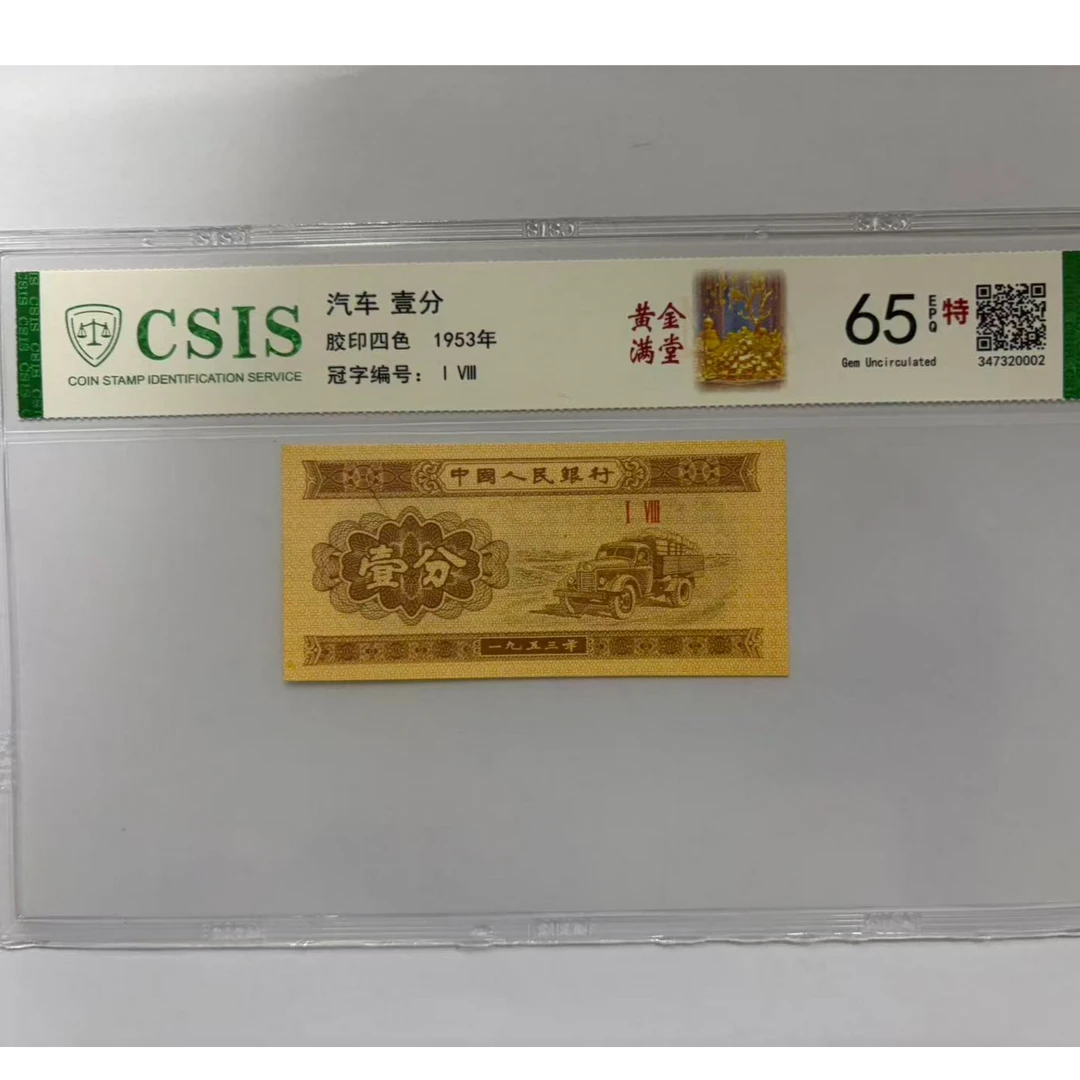 CSIS
COIN STAMP IDENTIFICATION SERVICE
汽车 壹分
胶印四色 1953年
冠字编号: Ⅰ Ⅷ
黄金
满堂
65
EPQ
特
Gem Uncirculated
347320002
中國人民銀行
Ⅰ Ⅷ
壹分
一九五三年